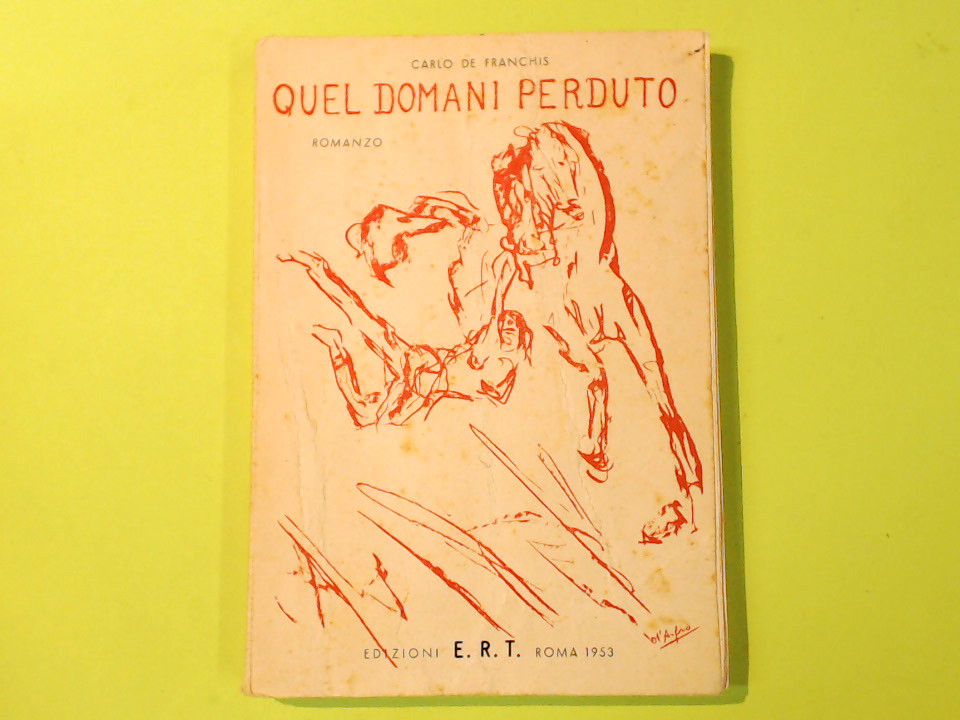 CARLO DE FRANCHIS
QUEL DOMANI PERDUTO
ROMANZO
EDIZIONI E. R. T. ROMA 1953